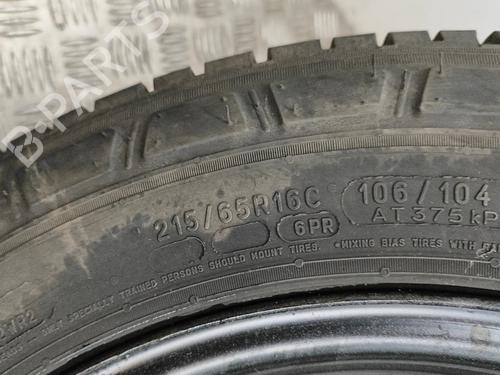 B-PARTS
215/65R16C
106 / 104
6PR
AT 375 kP
ONLY SPECIALLY TRAINED PERSONS SHOULD MOUNT TIRES. •MIXING BIAS TIRES WITH